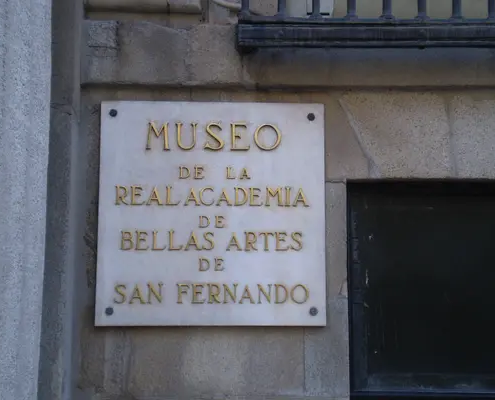 MUSEO
DE LA
REAL ACADEMIA
DE
BELLAS ARTES
DE
SAN FERNANDO